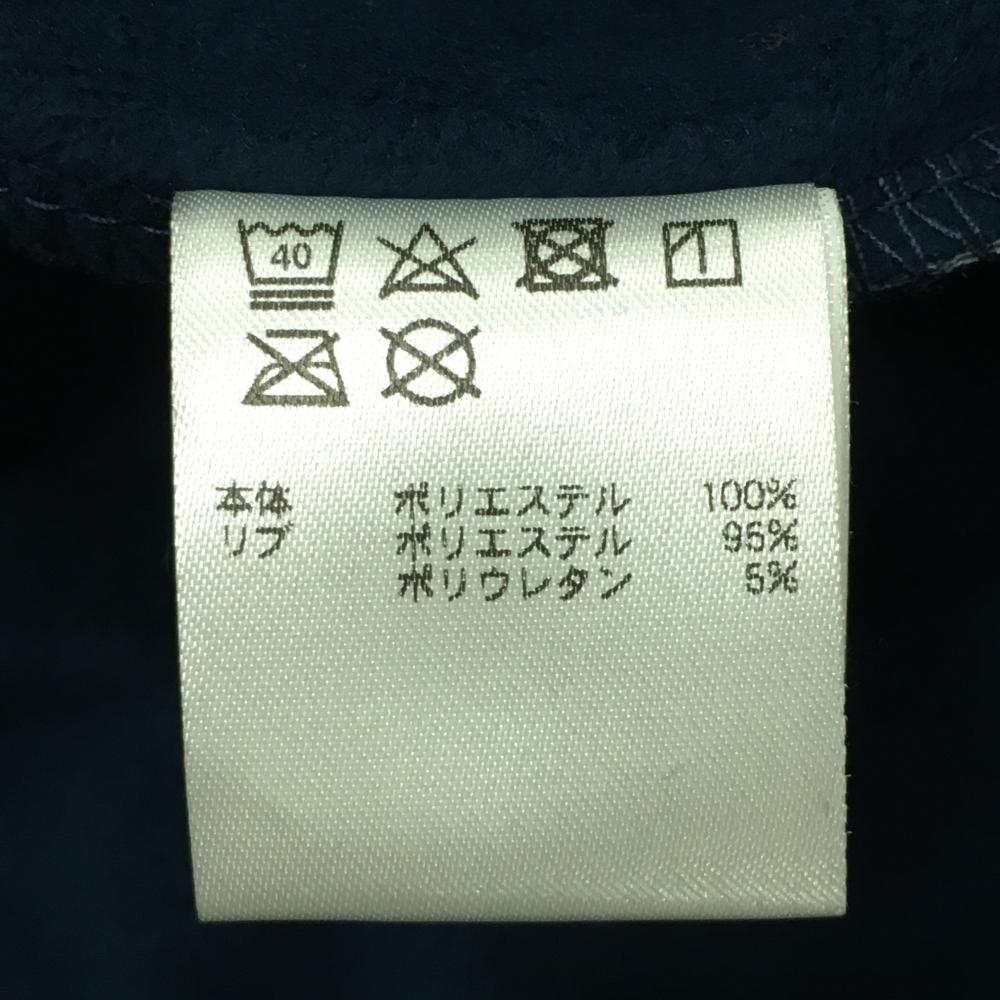 40
本体 ポリエステル 100%
リブ ポリエステル 95%
ポリウレタン 5%